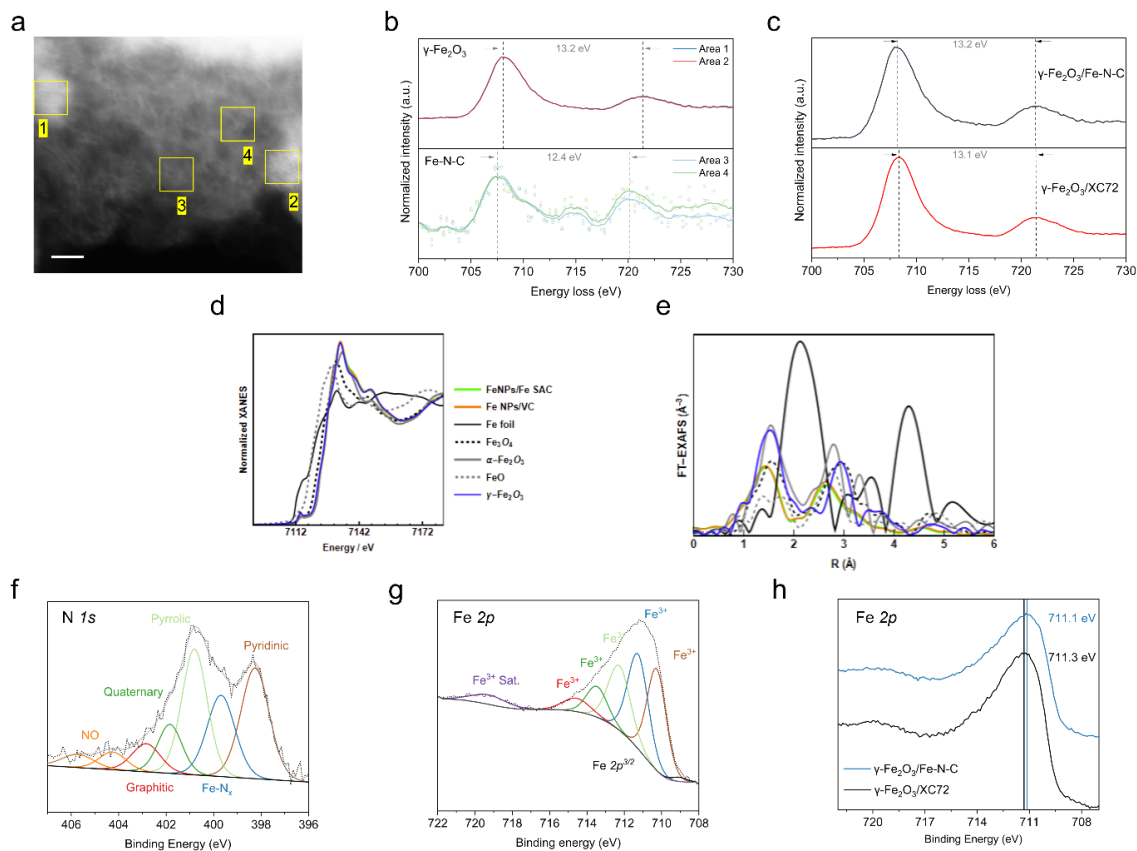 a
1
4
3
2
b
γ-Fe₂O₃
13.2 eV
Area 1
Area 2
Fe-N-C
12.4 eV
Area 3
Area 4
Normalized intensity (a.u.)
700 705 710 715 720 725 730
Energy loss (eV)
c
13.2 eV
γ-Fe₂O₃/Fe-N-C
13.1 eV
γ-Fe₂O₃/XC72
Normalized intensity (a.u.)
700 705 710 715 720 725 730
Energy loss (eV)
d
Normalized XANES
7112 7142 7172
Energy / eV
FeNPs/Fe SAC
Fe NPs/VC
Fe foil
Fe₃O₄
α–Fe₂O₃
FeO
γ–Fe₂O₃
e
FT–EXAFS (Å⁻³)
0 1 2 3 4 5 6
R (Å)
f
N 1s
Pyrrolic
Pyridinic
Quaternary
NO
Graphitic
Fe-Nₓ
406 404 402 400 398 396
Binding Energy (eV)
g
Fe 2p
Fe³⁺
Fe³⁺
Fe³⁺
Fe³⁺
Fe³⁺ Sat.
Fe 2p³/²
722 720 718 716 714 712 710 708
Binding energy (eV)
h
Fe 2p
711.1 eV
711.3 eV
γ-Fe₂O₃/Fe-N-C
γ-Fe₂O₃/XC72
720 717 714 711 708
Binding Energy (eV)